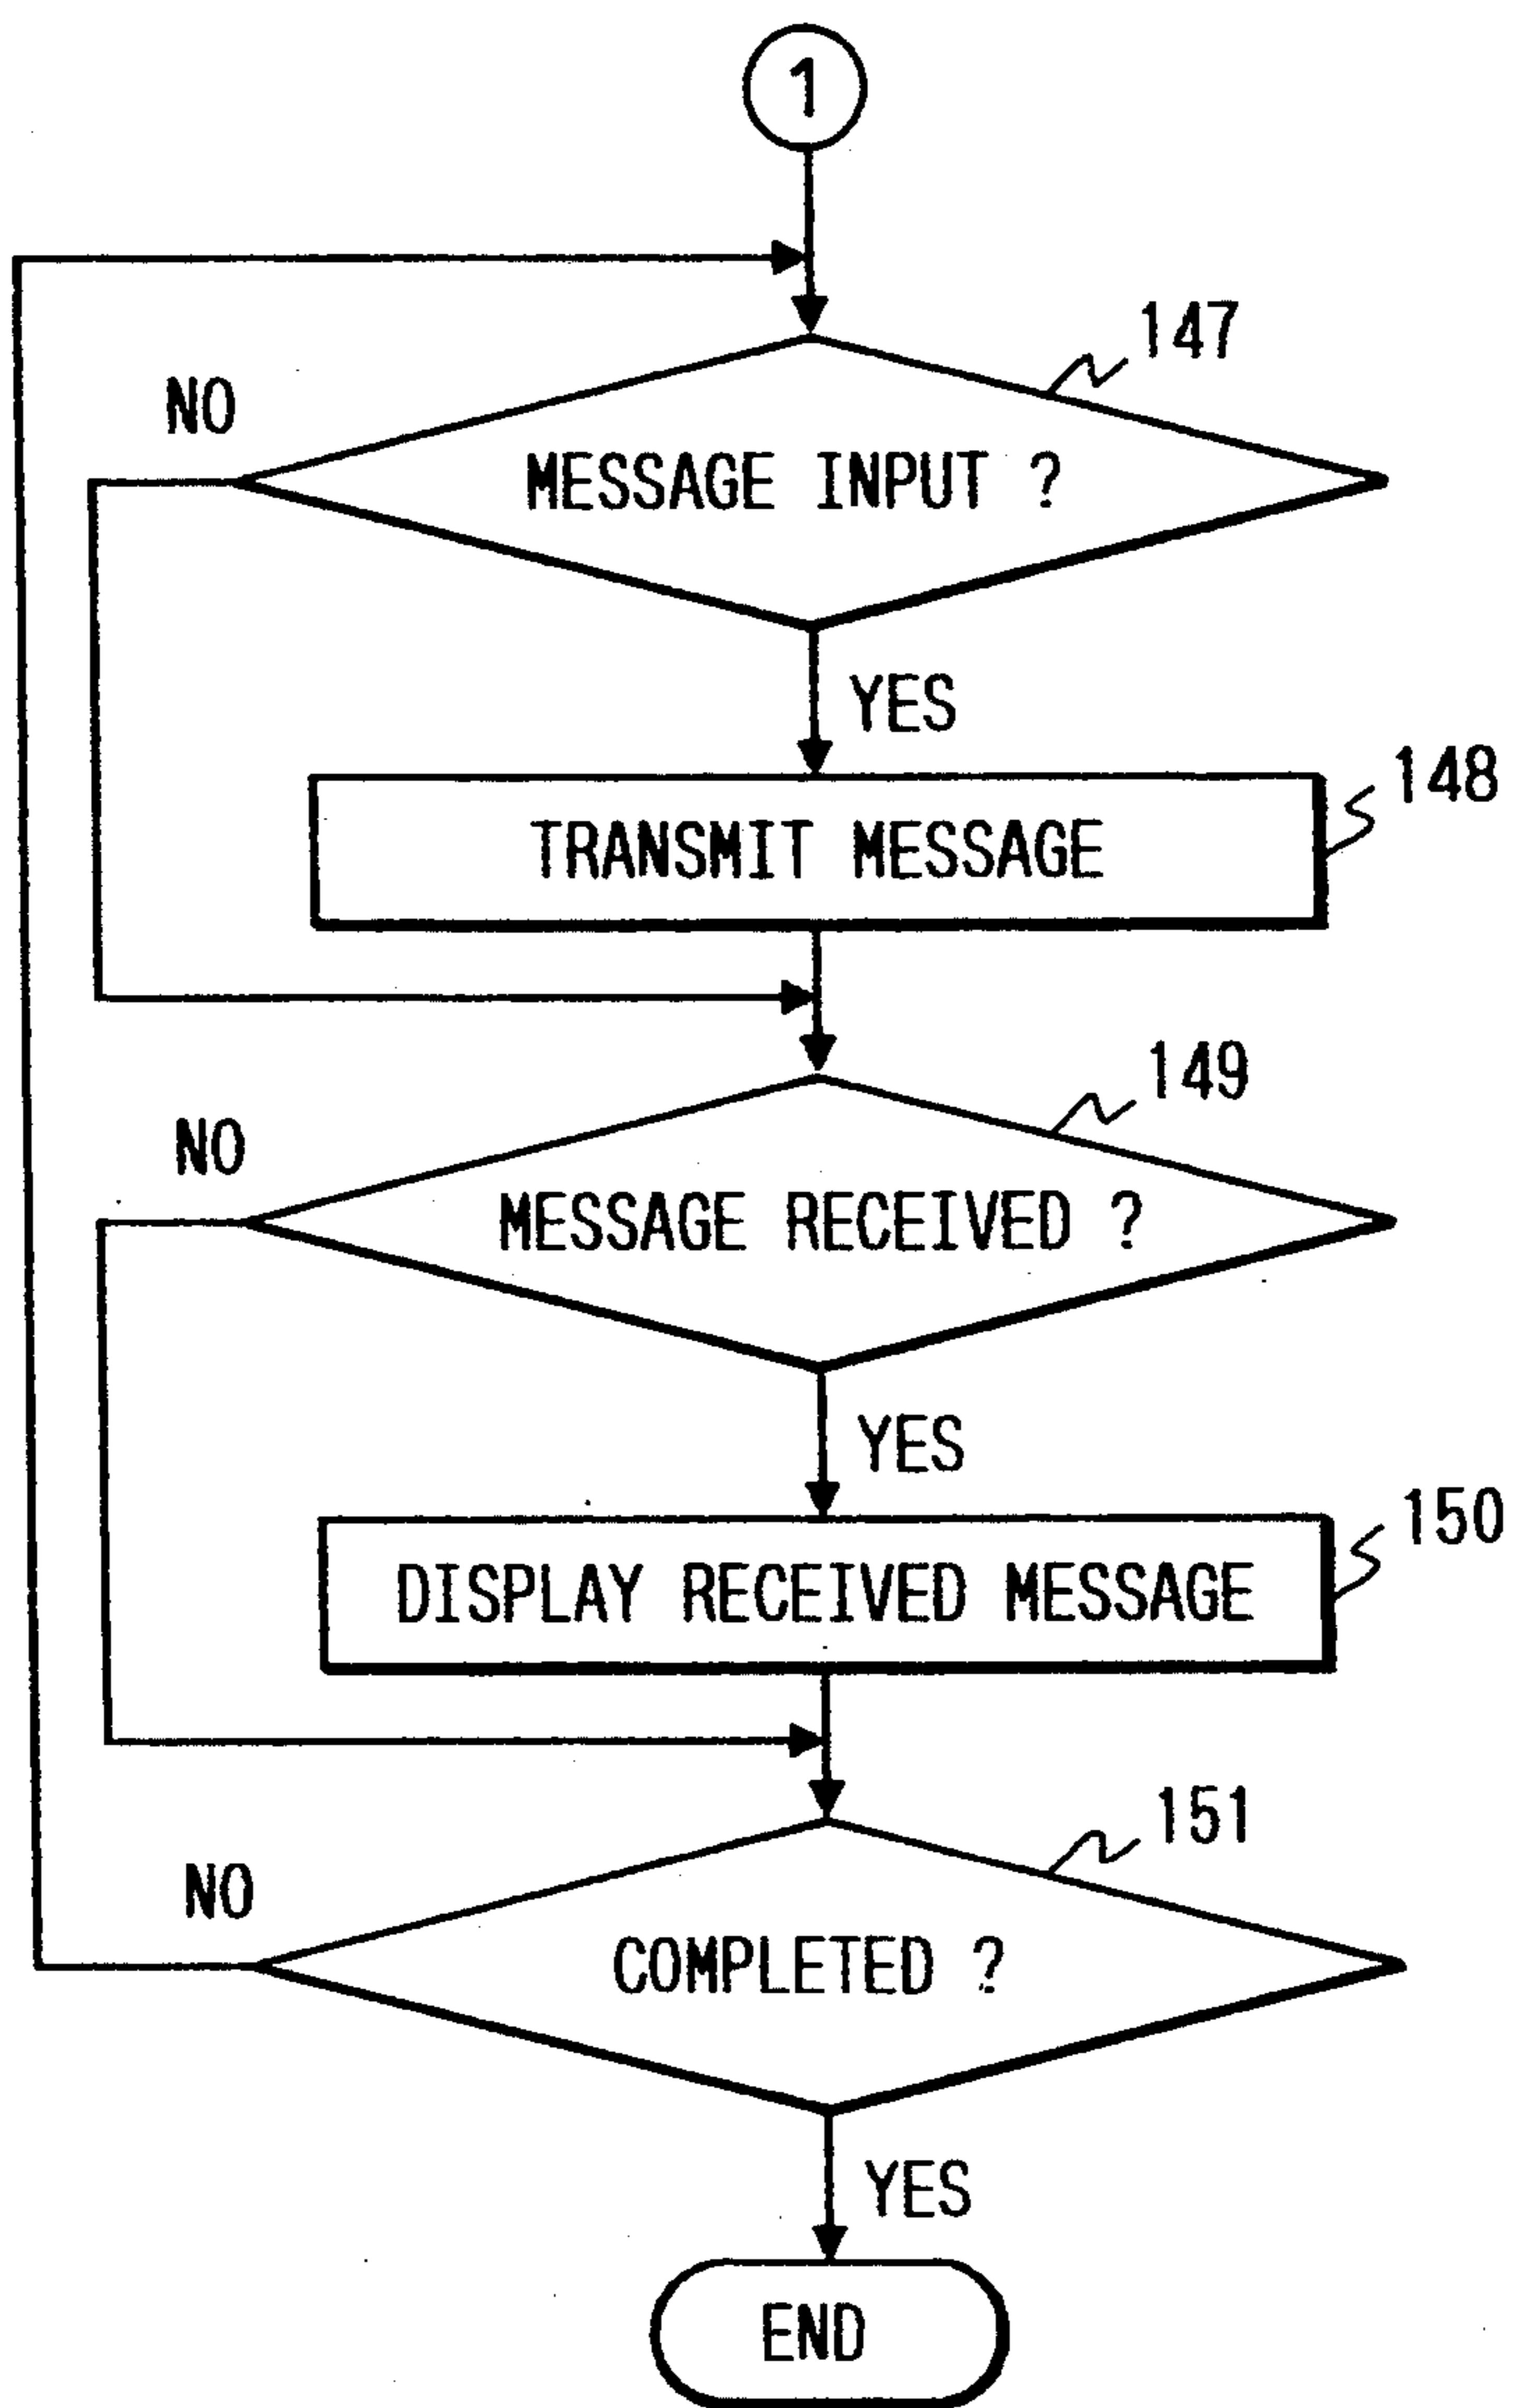 1
147
NO
MESSAGE INPUT ?
YES
148
TRANSMIT MESSAGE
149
NO
MESSAGE RECEIVED ?
YES
150
DISPLAY RECEIVED MESSAGE
151
NO
COMPLETED ?
YES
END